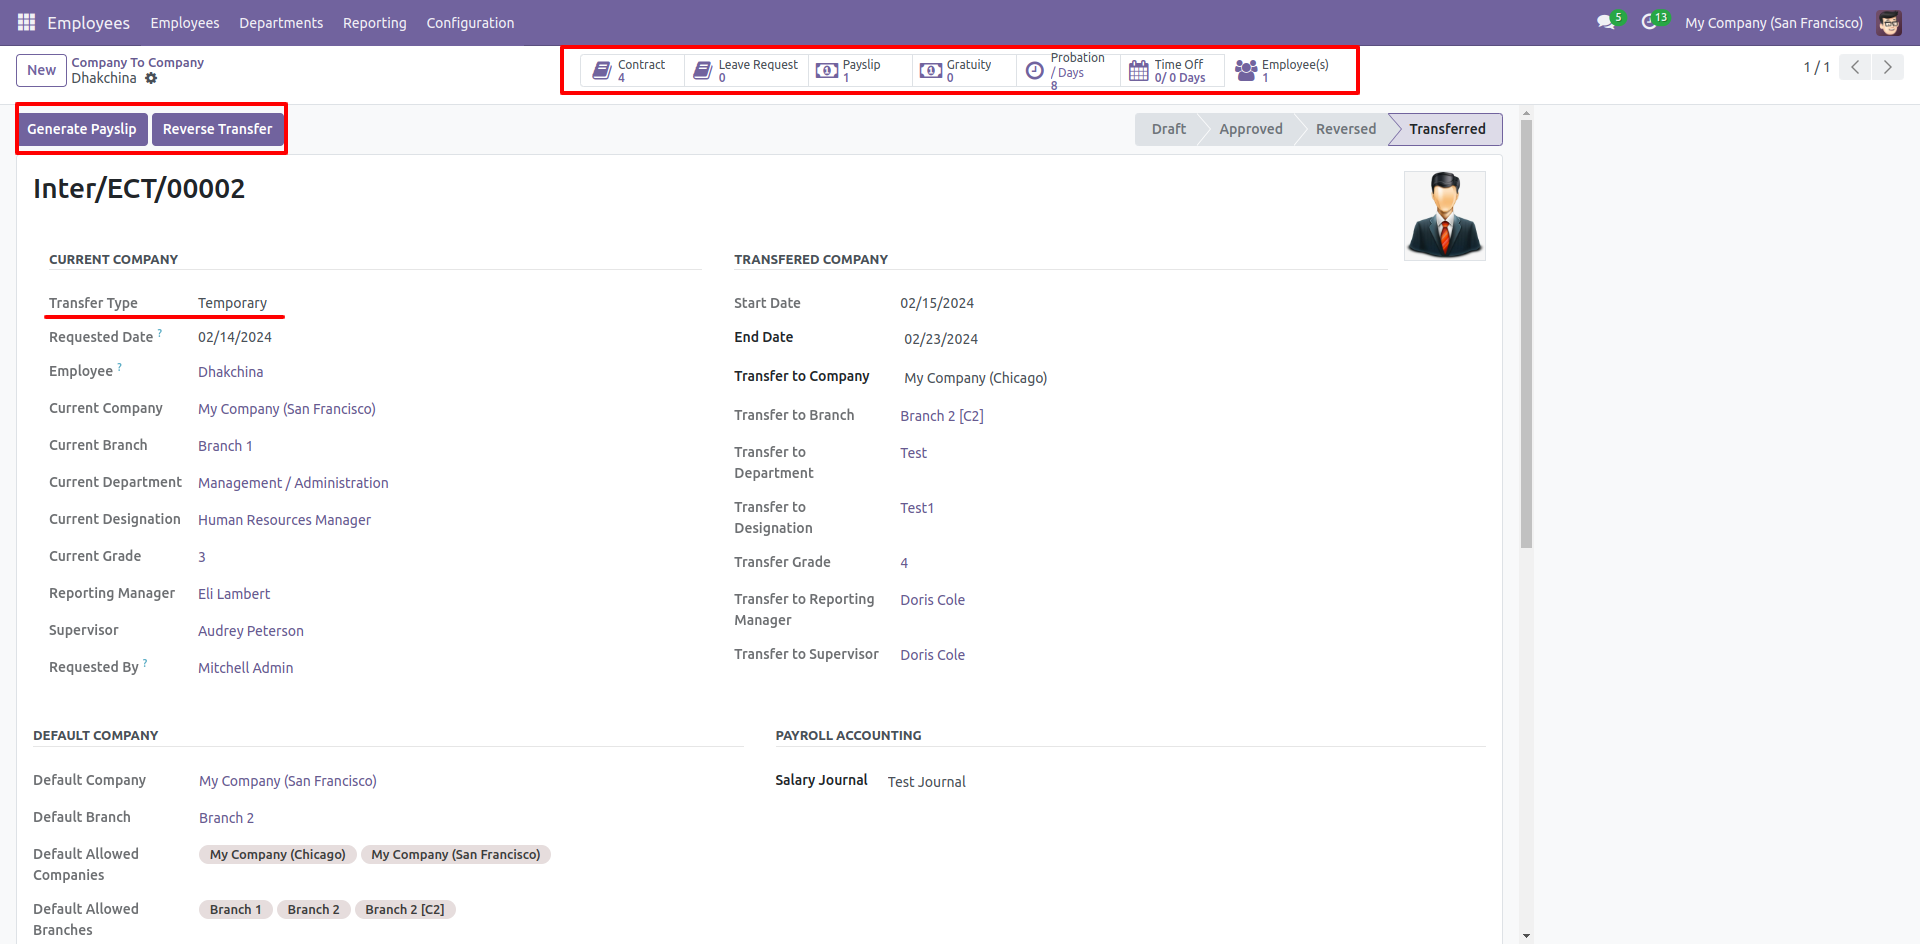 Employees Employees Departments Reporting Configuration 5 13 My Company (San Francisco)
New Company To Company
Dhakchina
Contract 4
Leave Request 0
Payslip 1
Gratuity 0
Probation / Days 8
Time Off 0/ 0 Days
Employee(s) 1
1 / 1
Generate Payslip Reverse Transfer
Draft Approved Reversed Transferred
Inter/ECT/00002
CURRENT COMPANY
Transfer Type Temporary
Requested Date ? 02/14/2024
Employee ? Dhakchina
Current Company My Company (San Francisco)
Current Branch Branch 1
Current Department Management / Administration
Current Designation Human Resources Manager
Current Grade 3
Reporting Manager Eli Lambert
Supervisor Audrey Peterson
Requested By ? Mitchell Admin
TRANSFERED COMPANY
Start Date 02/15/2024
End Date 02/23/2024
Transfer to Company My Company (Chicago)
Transfer to Branch Branch 2 [C2]
Transfer to Test
Department
Transfer to Test1
Designation
Transfer Grade 4
Transfer to Reporting Doris Cole
Manager
Transfer to Supervisor Doris Cole
DEFAULT COMPANY
Default Company My Company (San Francisco)
Default Branch Branch 2
Default Allowed My Company (Chicago) My Company (San Francisco)
Companies
Default Allowed Branch 1 Branch 2 Branch 2 [C2]
Branches
PAYROLL ACCOUNTING
Salary Journal Test Journal